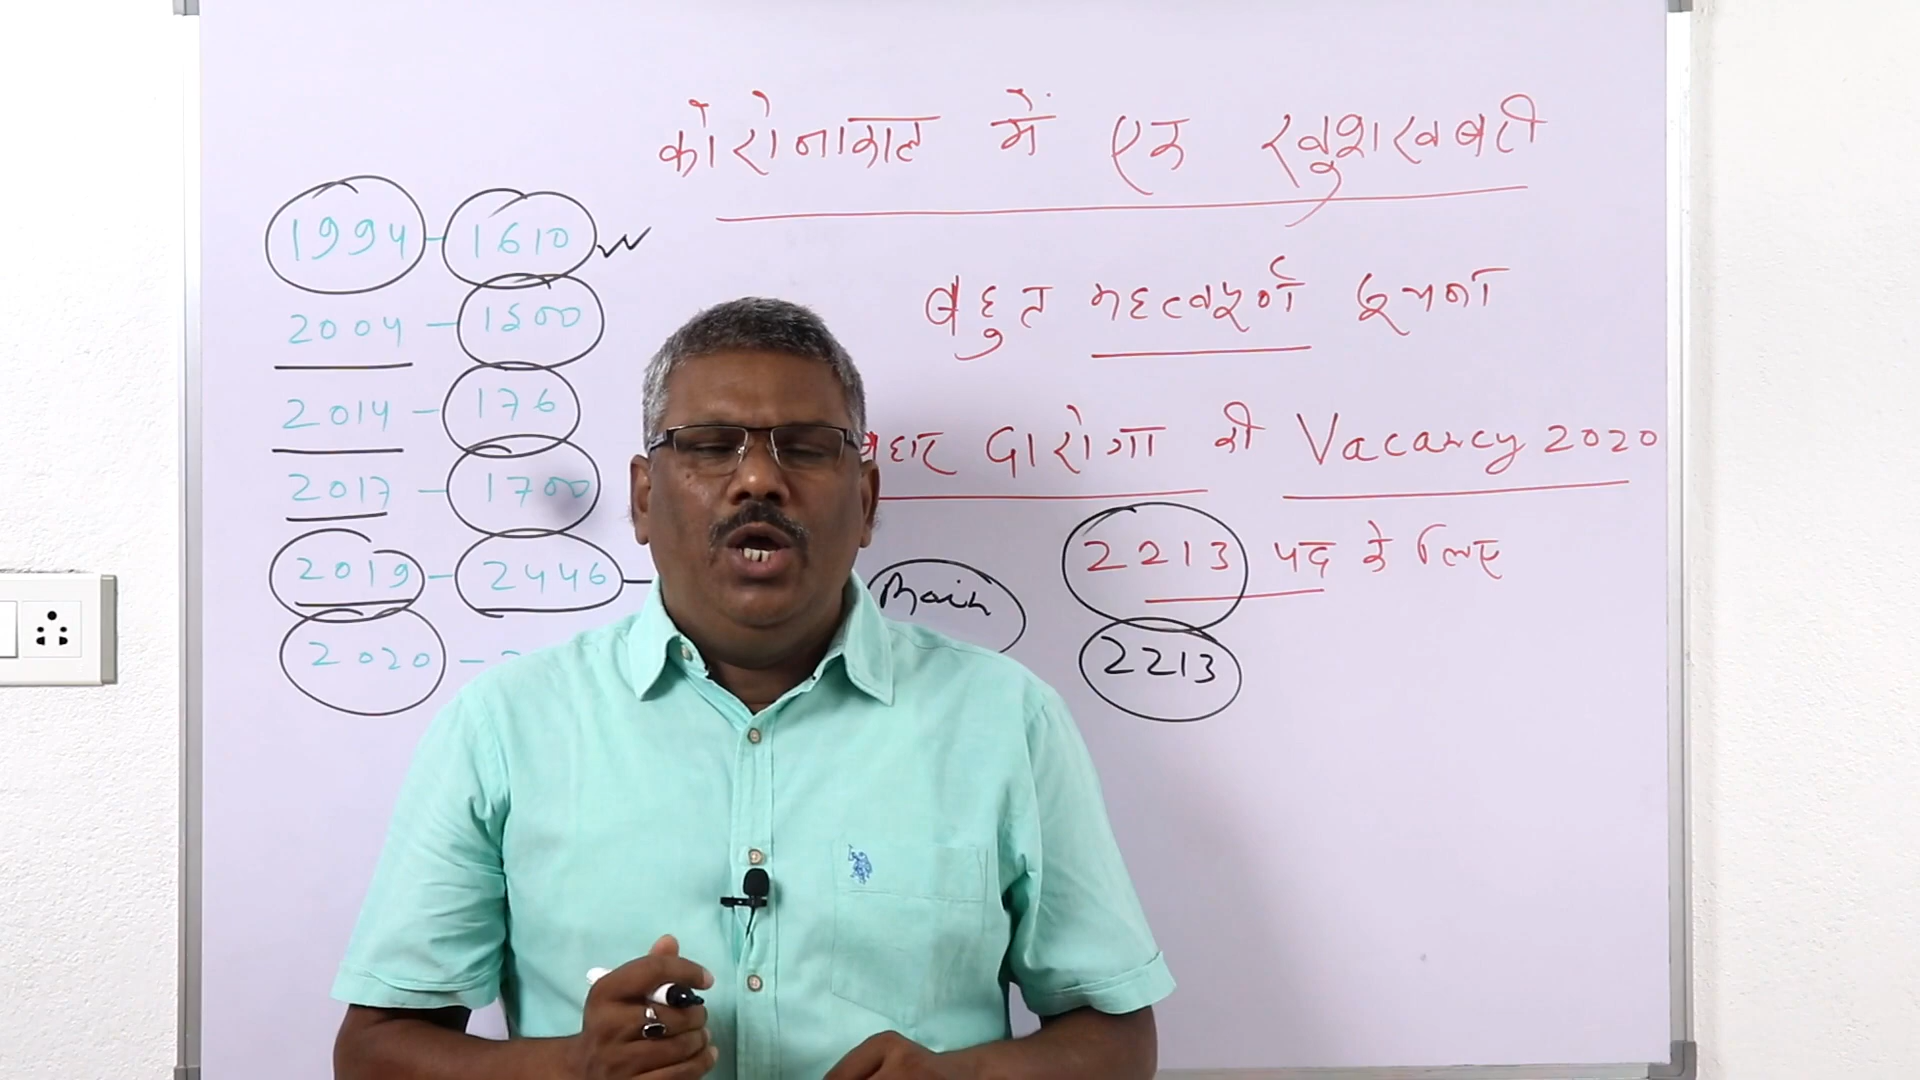 कोरोनाकाल में एक खुशखबरी
बहुत महत्वपूर्ण सूचना
दारोगा की Vacancy 2020
2213 पद के लिए
2213
Main
1994 - 1610
2004 - 1500
2014 - 176
2017 - 1700
2019 - 2446
2020 -